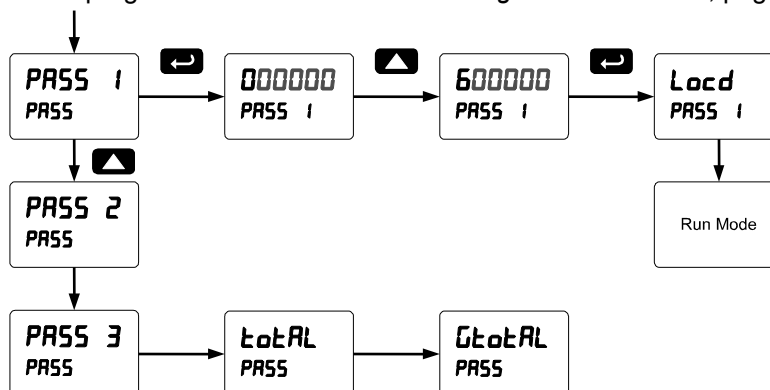 PASS 1
PASS
000000
PASS 1
600000
PASS 1
Locd
PASS 1
PASS 2
PASS
Run Mode
PASS 3
PASS
totAL
PASS
GtotAL
PASS